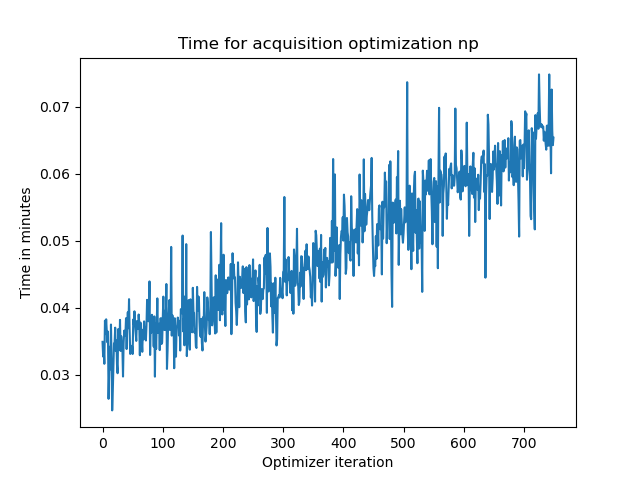 Time for acquisition optimization np
0.07
0.06
0.05
0.04
0.03
Time in minutes
0 100 200 300 400 500 600 700
Optimizer iteration